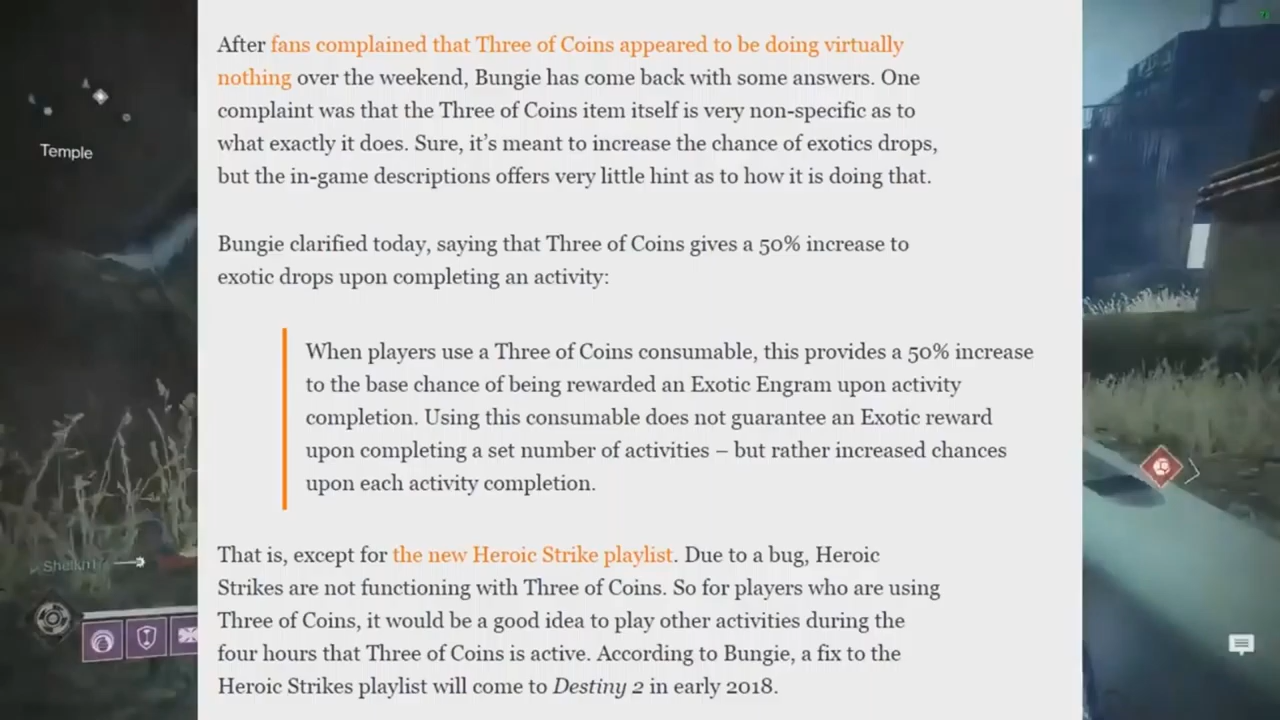 After fans complained that Three of Coins appeared to be doing virtually
nothing over the weekend, Bungie has come back with some answers. One
complaint was that the Three of Coins item itself is very non-specific as to
what exactly it does. Sure, it's meant to increase the chance of exotics drops,
but the in-game descriptions offers very little hint as to how it is doing that.
Temple
Bungie clarified today, saying that Three of Coins gives a 50% increase to
exotic drops upon completing an activity:
When players use a Three of Coins consumable, this provides a 50% increase
to the base chance of being rewarded an Exotic Engram upon activity
completion. Using this consumable does not guarantee an Exotic reward
upon completing a set number of activities – but rather increased chances
upon each activity completion.
That is, except for the new Heroic Strike playlist. Due to a bug, Heroic
Strikes are not functioning with Three of Coins. So for players who are using
Three of Coins, it would be a good idea to play other activities during the
four hours that Three of Coins is active. According to Bungie, a fix to the
Heroic Strikes playlist will come to Destiny 2 in early 2018.